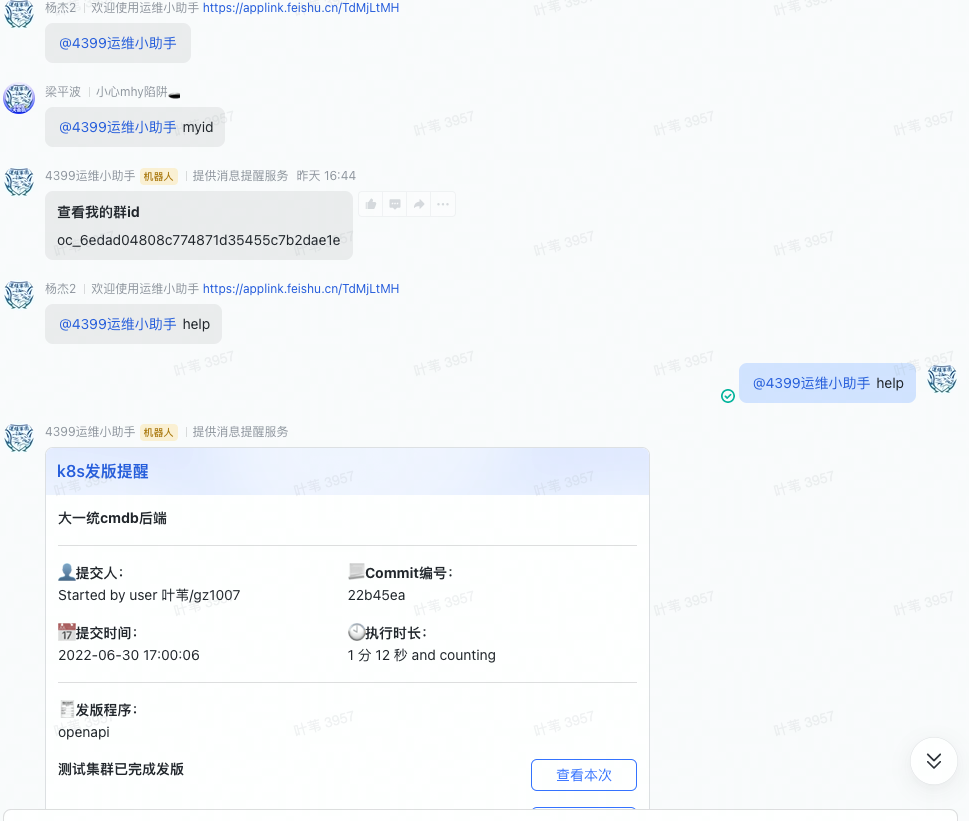 杨杰2 | 欢迎使用运维小助手 https://applink.feishu.cn/TdMjLtMH
@4399运维小助手
梁平波 | 小心mhy陷阱
@4399运维小助手 myid
4399运维小助手 机器人 | 提供消息提醒服务 昨天 16:44
查看我的群id
oc_6edad04808c774871d35455c7b2dae1e
杨杰2 | 欢迎使用运维小助手 https://applink.feishu.cn/TdMjLtMH
@4399运维小助手 help
@4399运维小助手 help
4399运维小助手 机器人 | 提供消息提醒服务
k8s发版提醒
大一统cmdb后端
提交人：
Started by user 叶苇/gz1007
Commit编号：
22b45ea
提交时间：
2022-06-30 17:00:06
执行时长：
1 分 12 秒 and counting
发版程序：
openapi
测试集群已完成发版
查看本次
叶苇 3957